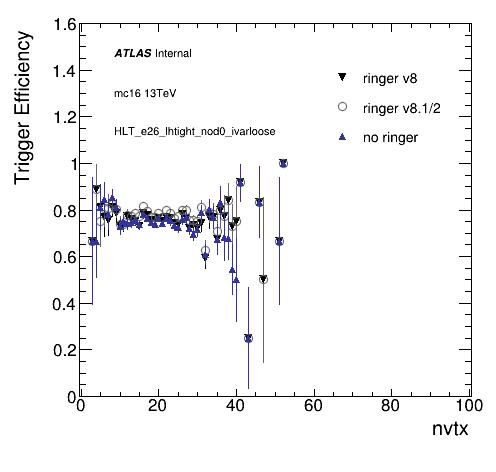 Trigger Efficiency
1.6
1.4
1.2
1
0.8
0.6
0.4
0.2
0
ATLAS Internal
mc16 13TeV
HLT_e26_lhtight_nod0_ivarloose
ringer v8
ringer v8.1/2
no ringer
0 20 40 60 80 100
nvtx